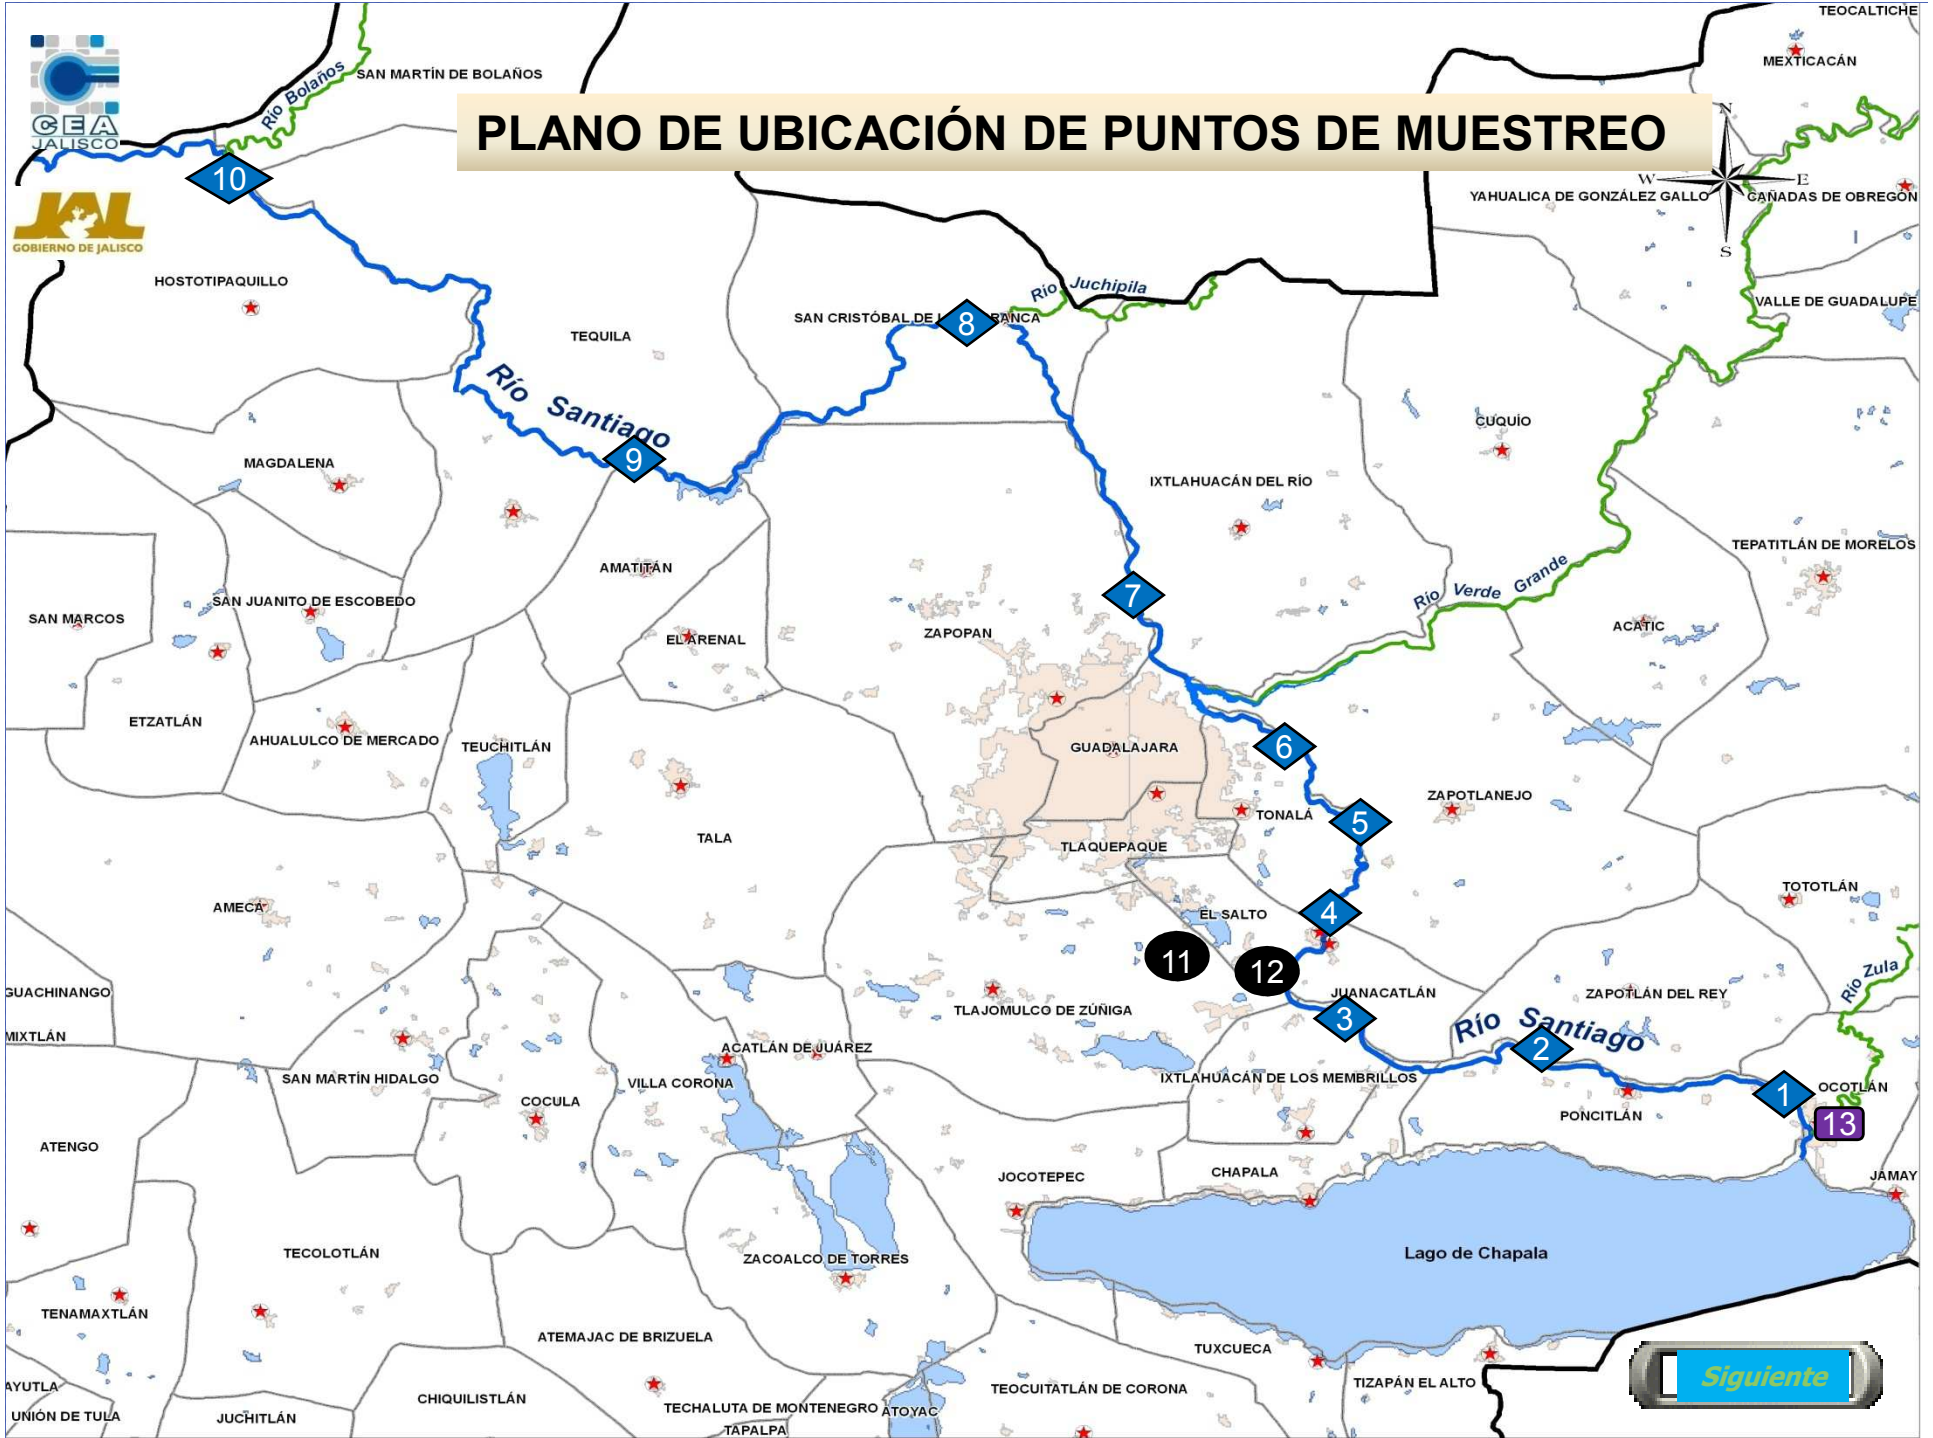 TEOCALTICHE
MEXTICACÁN
SAN MARTÍN DE BOLAÑOS
Río Bolaños
CEA
JALISCO
PLANO DE UBICACIÓN DE PUNTOS DE MUESTREO
N
W E
S
10
YAHUALICA DE GONZÁLEZ GALLO
CAÑADAS DE OBREGÓN
JAL
GOBIERNO DE JALISCO
HOSTOTIPAQUILLO
Río Juchipila
VALLE DE GUADALUPE
SAN CRISTÓBAL DE L
8
RANCA
TEQUILA
Río Santiago
CUQUÍO
9
MAGDALENA
IXTLAHUACÁN DEL RÍO
TEPATITLÁN DE MORELOS
AMATITÁN
7
Río Verde Grande
SAN JUANITO DE ESCOBEDO
SAN MARCOS
EL ARENAL
ZAPOPAN
ACATIC
ETZATLÁN
AHUALULCO DE MERCADO
TEUCHITLÁN
GUADALAJARA
6
ZAPOTLANEJO
TONALÁ
5
TALA
TLAQUEPAQUE
TOTOTLÁN
AMECA
EL SALTO
4
11
12
Río Zula
GUACHINANGO
JUANACATLÁN
ZAPOTLÁN DEL REY
TLAJOMULCO DE ZÚÑIGA
3
Río Santiago
MIXTLÁN
ACATLÁN DE JUÁREZ
2
SAN MARTÍN HIDALGO
VILLA CORONA
IXTLAHUACÁN DE LOS MEMBRILLOS
OCOTLÁN
1
COCULA
PONCITLÁN
13
ATENGO
JOCOTEPEC
CHAPALA
JAMAY
TECOLOTLÁN
ZACOALCO DE TORRES
Lago de Chapala
TENAMAXTLÁN
ATEMAJAC DE BRIZUELA
TUXCUECA
Siguiente
AYUTLA
TIZAPÁN EL ALTO
TEOCUITATLÁN DE CORONA
CHIQUILISTLÁN
TECHALUTA DE MONTENEGRO
ATOYAC
UNIÓN DE TULA
JUCHITLÁN
TAPALPA